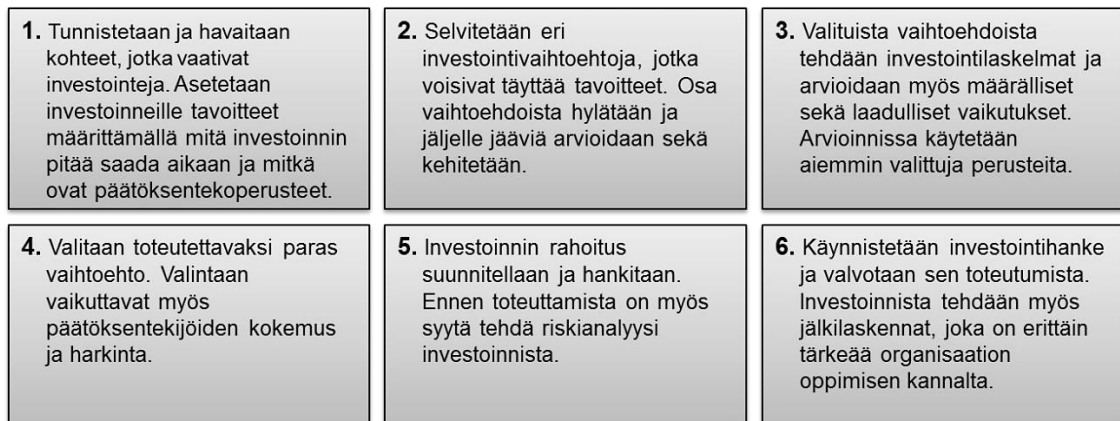 1. Tunnistetaan ja havaitaan
kohteet, jotka vaativat
investointeja. Asetetaan
investoinneille tavoitteet
määrittämällä mitä investoinnin
pitää saada aikaan ja mitkä
ovat päätöksentekoperusteet.
2. Selvitetään eri
investointivaihtoehtoja, jotka
voisivat täyttää tavoitteet. Osa
vaihtoehdoista hylätään ja
jäljelle jääviä arvioidaan sekä
kehitetään.
3. Valituista vaihtoehdoista
tehdään investointilaskelmat ja
arvioidaan myös määrälliset
sekä laadulliset vaikutukset.
Arvioinnissa käytetään
aiemmin valittuja perusteita.
4. Valitaan toteutettavaksi paras
vaihtoehto. Valintaan
vaikuttavat myös
päätöksentekijöiden kokemus
ja harkinta.
5. Investoinnin rahoitus
suunnitellaan ja hankitaan.
Ennen toteuttamista on myös
syytä tehdä riskianalyysi
investoinnista.
6. Käynnistetään investointihanke
ja valvotaan sen toteutumista.
Investoinnista tehdään myös
jälkilaskennat, joka on erittäin
tärkeää organisaation
oppimisen kannalta.